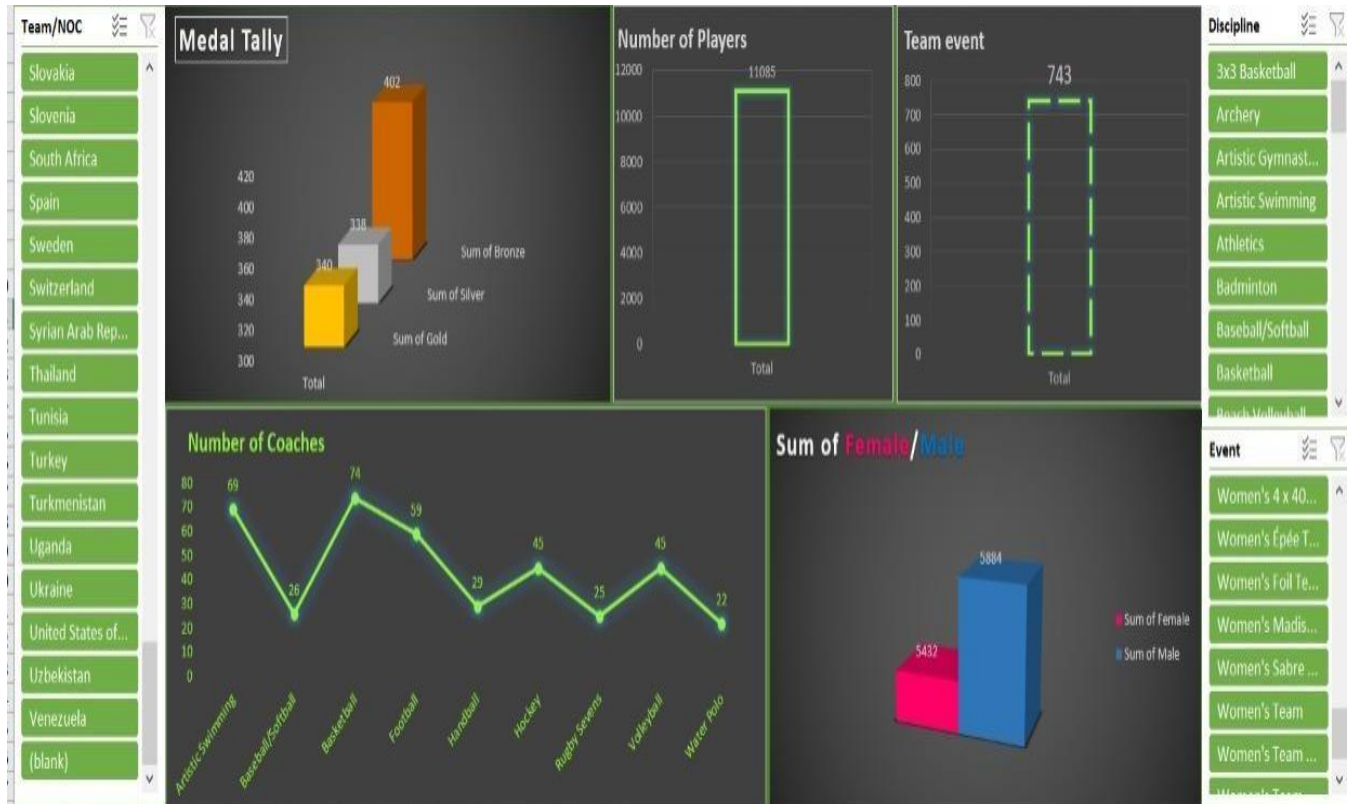 Team/NOC
Slovakia
Slovenia
South Africa
Spain
Sweden
Switzerland
Syrian Arab Rep...
Thailand
Tunisia
Turkey
Turkmenistan
Uganda
Ukraine
United States of...
Uzbekistan
Venezuela
(blank)
Medal Tally
402
338
340
420
400
380
360
340
320
300
Sum of Bronze
Sum of Silver
Sum of Gold
Total
Number of Players
12000
10000
8000
6000
4000
2000
0
11085
Total
Team event
743
800
700
600
500
400
300
200
100
0
Total
Discipline
3x3 Basketball
Archery
Artistic Gymnast...
Artistic Swimming
Athletics
Badminton
Baseball/Softball
Basketball
Beach Volleyball
Number of Coaches
80
70
60
50
40
30
20
10
0
69
26
74
59
29
45
25
45
22
Artistic Swimming
Baseball/Softball
Basketball
Football
Handball
Hockey
Rugby Sevens
Volleyball
Water Polo
Sum of Female/Male
5432
5884
Sum of Female
Sum of Male
Event
Women's 4 x 40...
Women's Épée T...
Women's Foil Te...
Women's Madis...
Women's Sabre ...
Women's Team
Women's Team ...
Women's Team